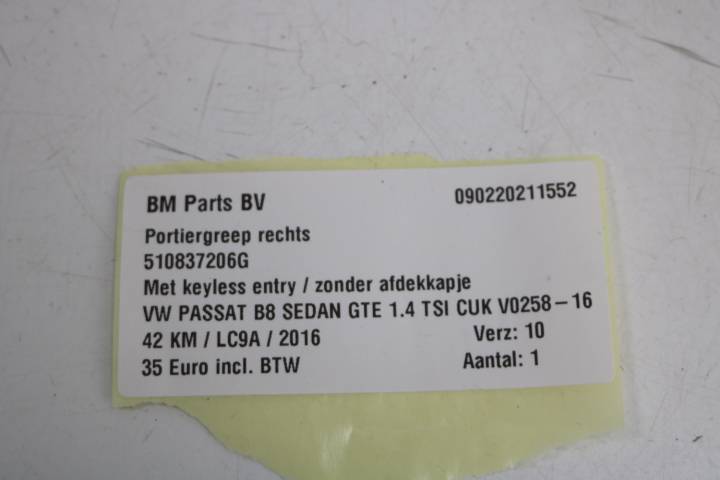 BM Parts BV 090220211552
Portiergreep rechts
510837206G
Met keyless entry / zonder afdekkapje
VW PASSAT B8 SEDAN GTE 1.4 TSI CUK V0258-16
42 KM / LC9A / 2016 Verz: 10
35 Euro incl. BTW Aantal: 1